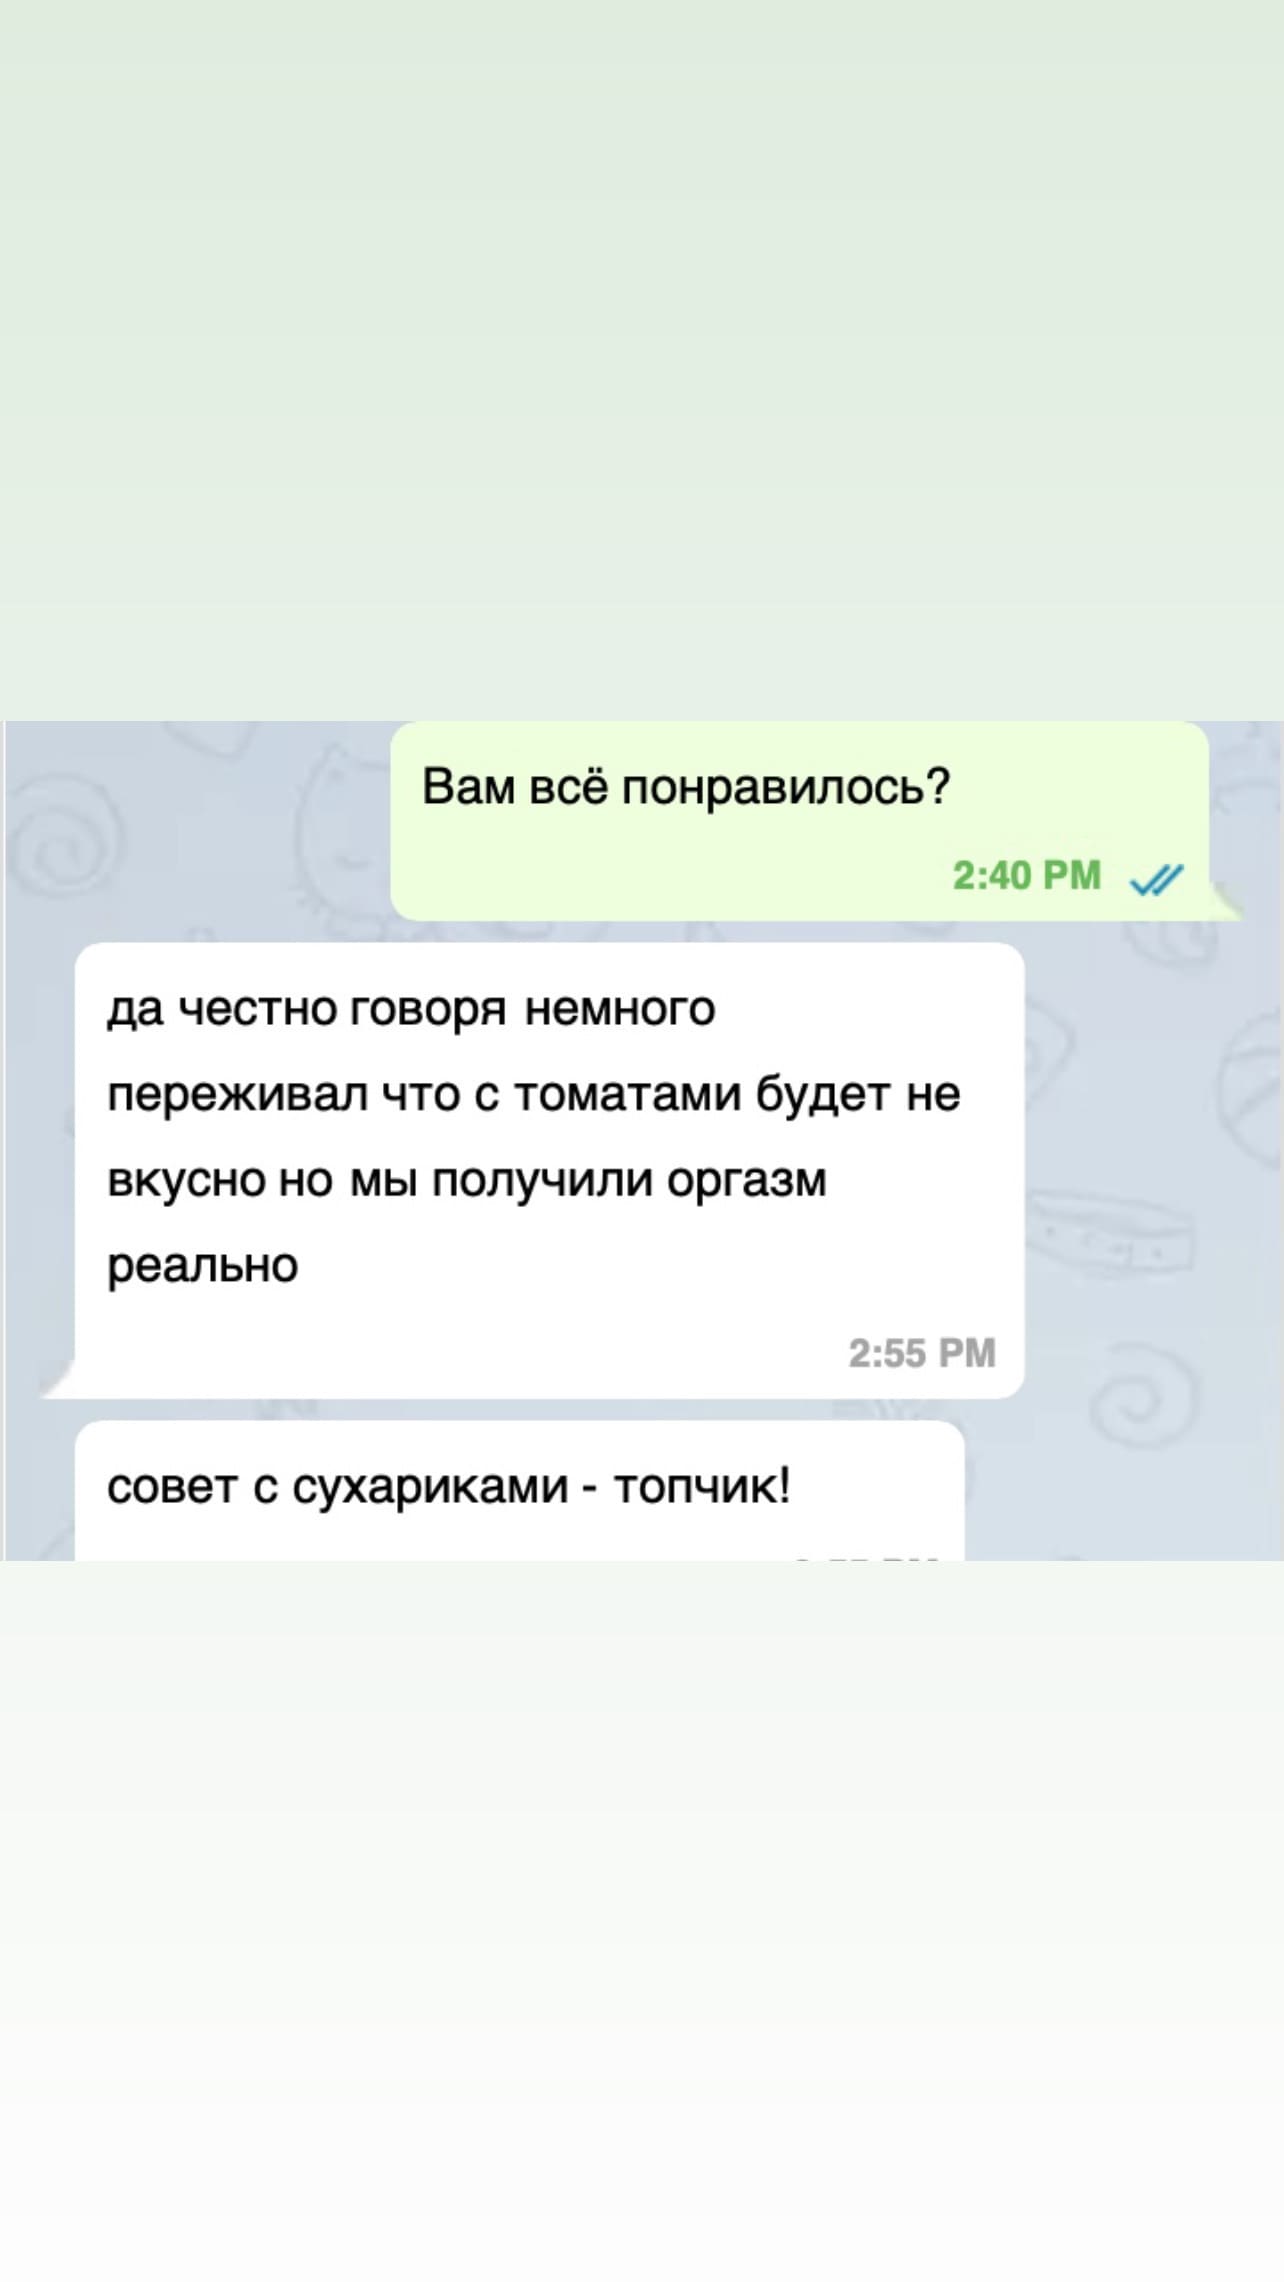 Вам всё понравилось?
2:40 PM
да честно говоря немного
переживал что с томатами будет не
вкусно но мы получили оргазм
реально
2:55 PM
совет с сухариками - топчик!